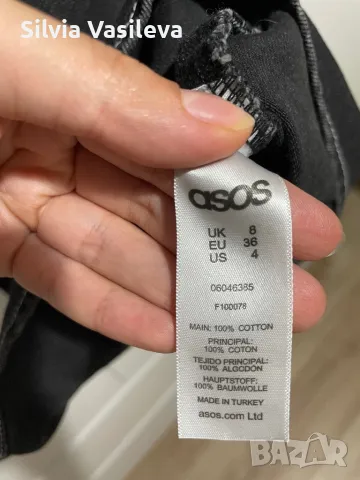 Silvia Vasileva
asos
UK 8
EU 36
US 4
06046385
F100078
MAIN: 100% COTTON
PRINCIPAL:
100% COTON
TEJIDO PRINCIPAL:
100% ALGODÓN
HAUPTSTOFF:
100% BAUMWOLLE
MADE IN TURKEY
asos.com Ltd
BAZAR